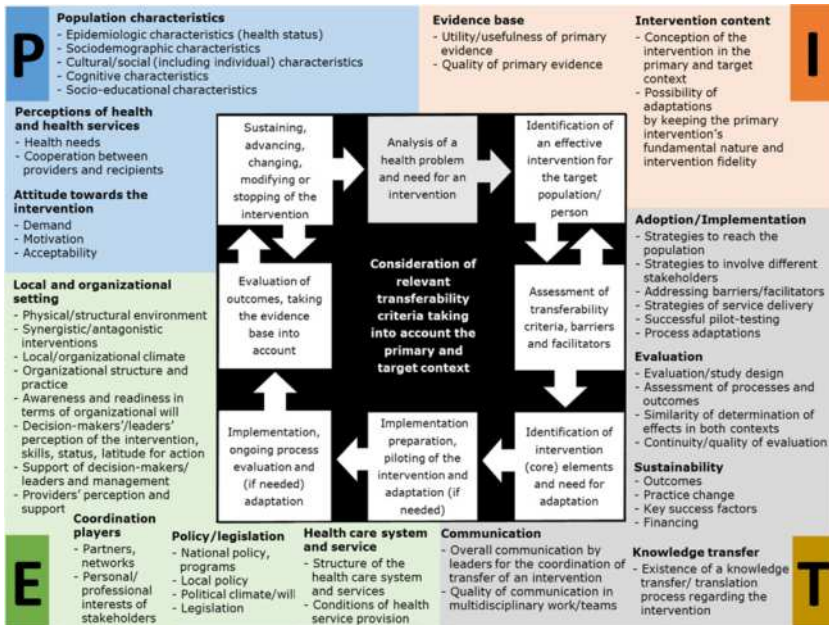 P
Population characteristics
- Epidemiologic characteristics (health status)
- Sociodemographic characteristics
- Cultural/social (including individual) characteristics
- Cognitive characteristics
- Socio-educational characteristics
Perceptions of health
and health services
- Health needs
- Cooperation between
providers and recipients
Attitude towards the
intervention
- Demand
- Motivation
- Acceptability
Evidence base
- Utility/usefulness of primary
evidence
- Quality of primary evidence
Intervention content
- Conception of the
intervention in the
primary and target
context
- Possibility of
adaptations
by keeping the primary
intervention's
fundamental nature and
intervention fidelity
I
Sustaining,
advancing,
changing,
modifying or
stopping of the
intervention
Analysis of a
health problem
and need for an
intervention
Identification of
an effective
intervention for
the target
population/
person
Evaluation of
outcomes, taking
the evidence
base into
account
Consideration of
relevant
transferability
criteria taking
into account the
primary and
target context
Assessment of
transferability
criteria, barriers
and facilitators
Implementation,
ongoing process
evaluation and
(if needed)
adaptation
Implementation
preparation,
piloting of the
intervention and
adaptation (if
needed)
Identification of
intervention
(core) elements
and need for
adaptation
Local and organizational
setting
- Physical/structural environment
- Synergistic/antagonistic
interventions
- Local/organizational climate
- Organizational structure and
practice
- Awareness and readiness in
terms of organizational will
- Decision-makers'/leaders'
perception of the intervention,
skills, status, latitude for action
- Support of decision-makers/
leaders and management
- Providers' perception and
support
E
Coordination
players
- Partners,
networks
- Personal/
professional
interests of
stakeholders
Policy/legislation
- National policy,
programs
- Local policy
- Political climate/will
- Legislation
Health care system
and service
- Structure of the
health care system
and services
- Conditions of health
service provision
Adoption/Implementation
- Strategies to reach the
population
- Strategies to involve different
stakeholders
- Addressing barriers/facilitators
- Strategies of service delivery
- Successful pilot-testing
- Process adaptations
Evaluation
- Evaluation/study design
- Assessment of processes and
outcomes
- Similarity of determination of
effects in both contexts
- Continuity/quality of evaluation
Sustainability
- Outcomes
- Practice change
- Key success factors
- Financing
Communication
- Overall communication by
leaders for the coordination of
transfer of an intervention
- Quality of communication in
multidisciplinary work/teams
Knowledge transfer
- Existence of a knowledge
transfer/ translation
process regarding the
intervention
T